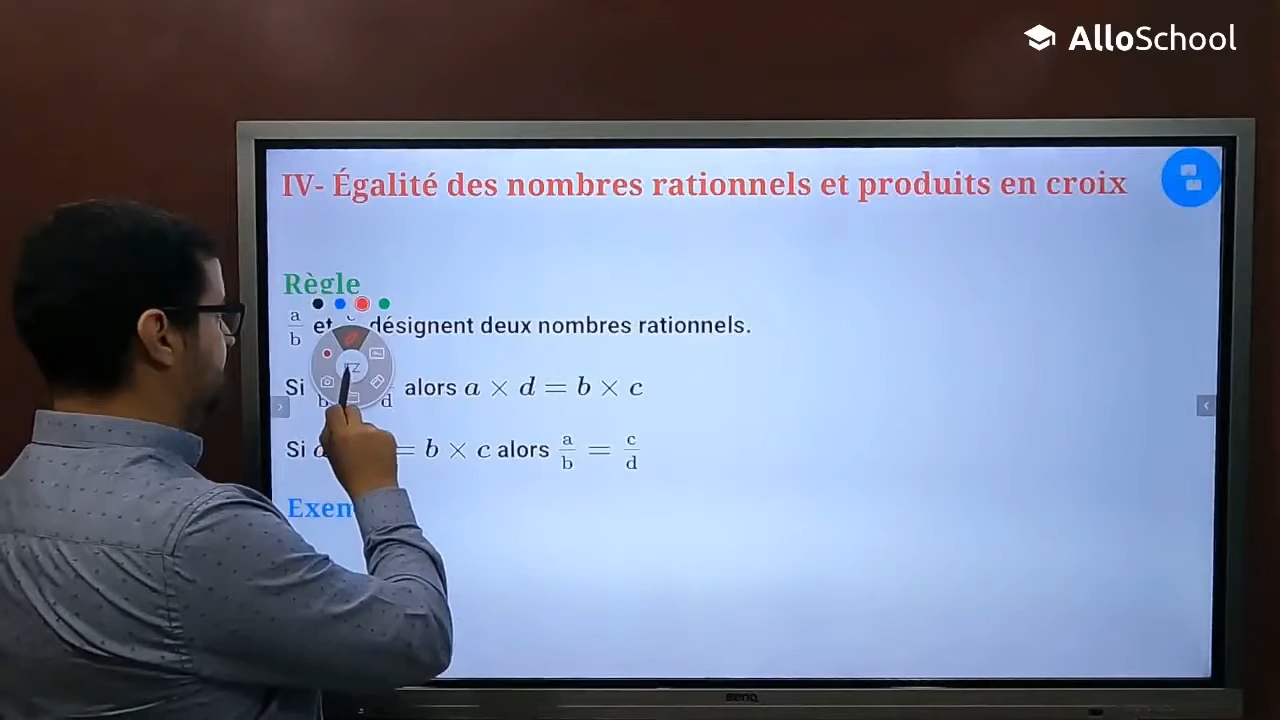 AlloSchool
IV- Égalité des nombres rationnels et produits en croix
Règle
a/b et désignent deux nombres rationnels.
Si b d alors a × d = b × c
Si = b × c alors a/b = c/d
BenQ